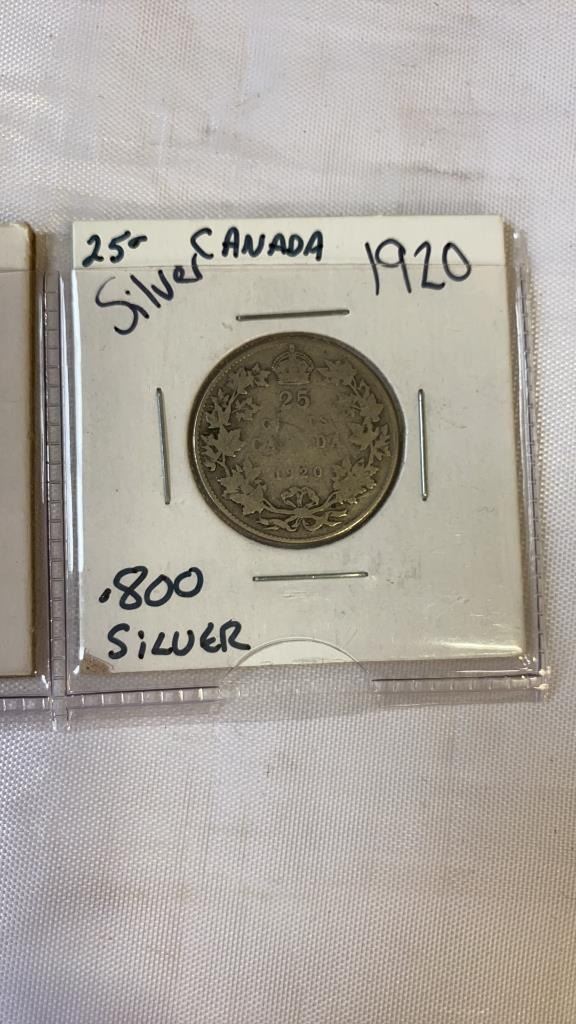 25¢ CANADA 1920
Silver
25
CENTS
CANADA
1920
.800
SILVER